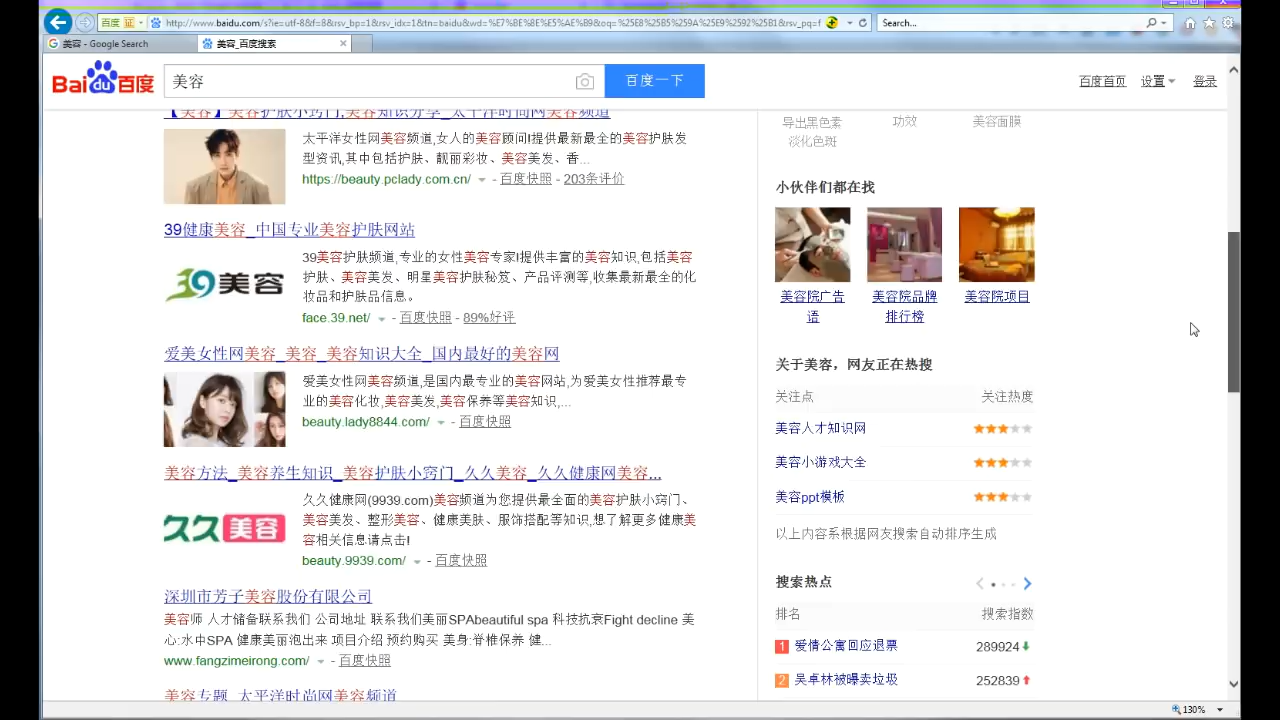 百度 证
http://www.baidu.com/s?ie=utf-8&f=8&rsv_bp=1&rsv_idx=1&tn=baidu&wd=%E7%BE%8E%E5%AE%B9&oq=%25E8%25B5%259A%25E9%2592%25B1&rsv_pq=f
Search...
美容 - Google Search
美容_百度搜索
Bai du 百度
美容
百度一下
百度首页
设置
登录
【美容】美容护肤小窍门,美容知识分享_太平洋时尚网美容频道
太平洋女性网美容频道,女人的美容顾问!提供最新最全的美容护肤发
型资讯,其中包括护肤、靓丽彩妆、美容美发、香...
https://beauty.pclady.com.cn/ - 百度快照 - 203条评价
39健康美容_中国专业美容护肤网站
39美容
39美容护肤频道,专业的女性美容专家!提供丰富的美容知识,包括美容
护肤、美容美发、明星美容护肤秘笈、产品评测等,收集最新最全的化
妆品和护肤品信息。
face.39.net/ - 百度快照 - 89%好评
爱美女性网美容_美容_美容知识大全_国内最好的美容网
爱美女性网美容频道,是国内最专业的美容网站,为爱美女性推荐最专
业的美容化妆,美容美发,美容保养等美容知识,...
beauty.lady8844.com/ - 百度快照
美容方法_美容养生知识_美容护肤小窍门_久久美容_久久健康网美容...
久久美容
久久健康网(9939.com)美容频道为您提供最全面的美容护肤小窍门、
美容美发、整形美容、健康美肤、服饰搭配等知识,想了解更多健康美
容相关信息请点击!
beauty.9939.com/ - 百度快照
深圳市芳子美容股份有限公司
美容师 人才储备联系我们 公司地址 联系我们美丽SPAbeautiful spa 科技抗衰Fight decline 美
心:水中SPA 健康美丽泡出来 项目介绍 预约购买 美身:脊椎保养 健...
www.fangzimeirong.com/ - 百度快照
美容专题_太平洋时尚网美容频道
导出黑色素
淡化色斑
功效
美容面膜
小伙伴们都在找
美容院广告
语
美容院品牌
排行榜
美容院项目
关于美容，网友正在热搜
关注点 关注热度
美容人才知识网
美容小游戏大全
美容ppt模板
以上内容系根据网友搜索自动排序生成
搜索热点
排名 搜索指数
1 爱情公寓回应退票 289924
2 吴卓林被曝卖垃圾 252839
130%